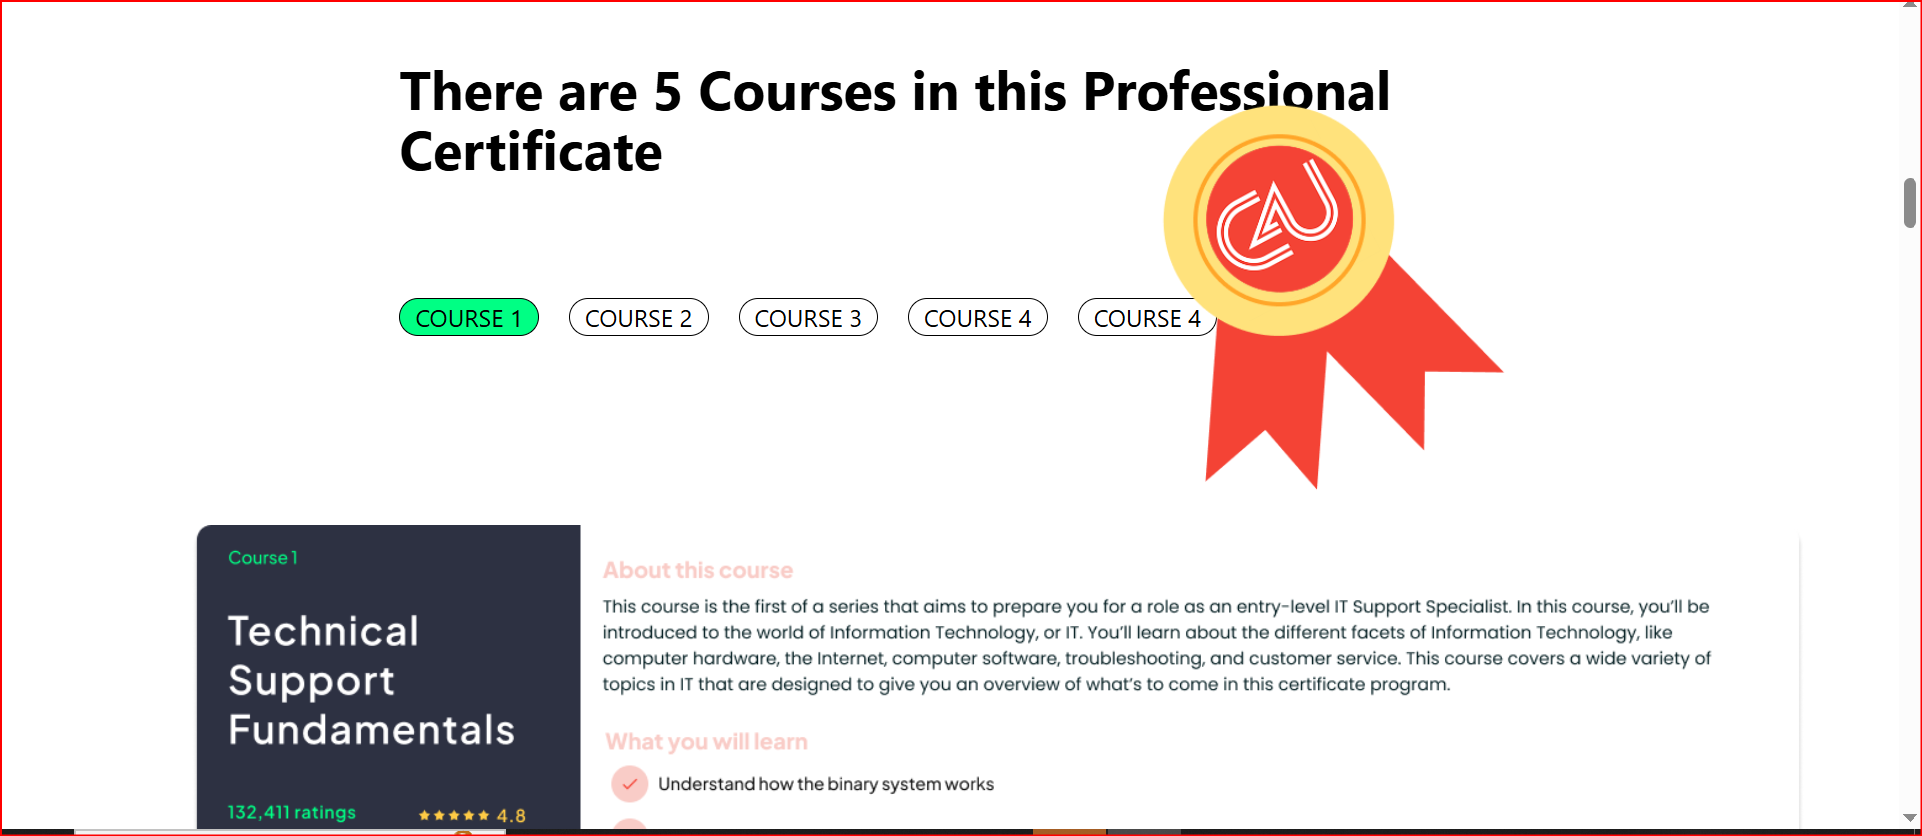 There are 5 Courses in this Professional
Certificate
CAU
COURSE 1
COURSE 2
COURSE 3
COURSE 4
COURSE 4
Course 1
Technical
Support
Fundamentals
132,411 ratings
4.8
About this course
This course is the first of a series that aims to prepare you for a role as an entry-level IT Support Specialist. In this course, you’ll be
introduced to the world of Information Technology, or IT. You’ll learn about the different facets of Information Technology, like
computer hardware, the Internet, computer software, troubleshooting, and customer service. This course covers a wide variety of
topics in IT that are designed to give you an overview of what’s to come in this certificate program.
What you will learn
Understand how the binary system works